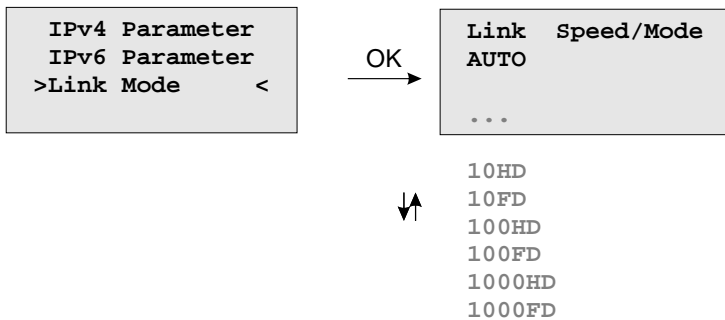 IPv4 Parameter
IPv6 Parameter
>Link Mode <
OK
Link Speed/Mode
AUTO
...
10HD
10FD
100HD
100FD
1000HD
1000FD